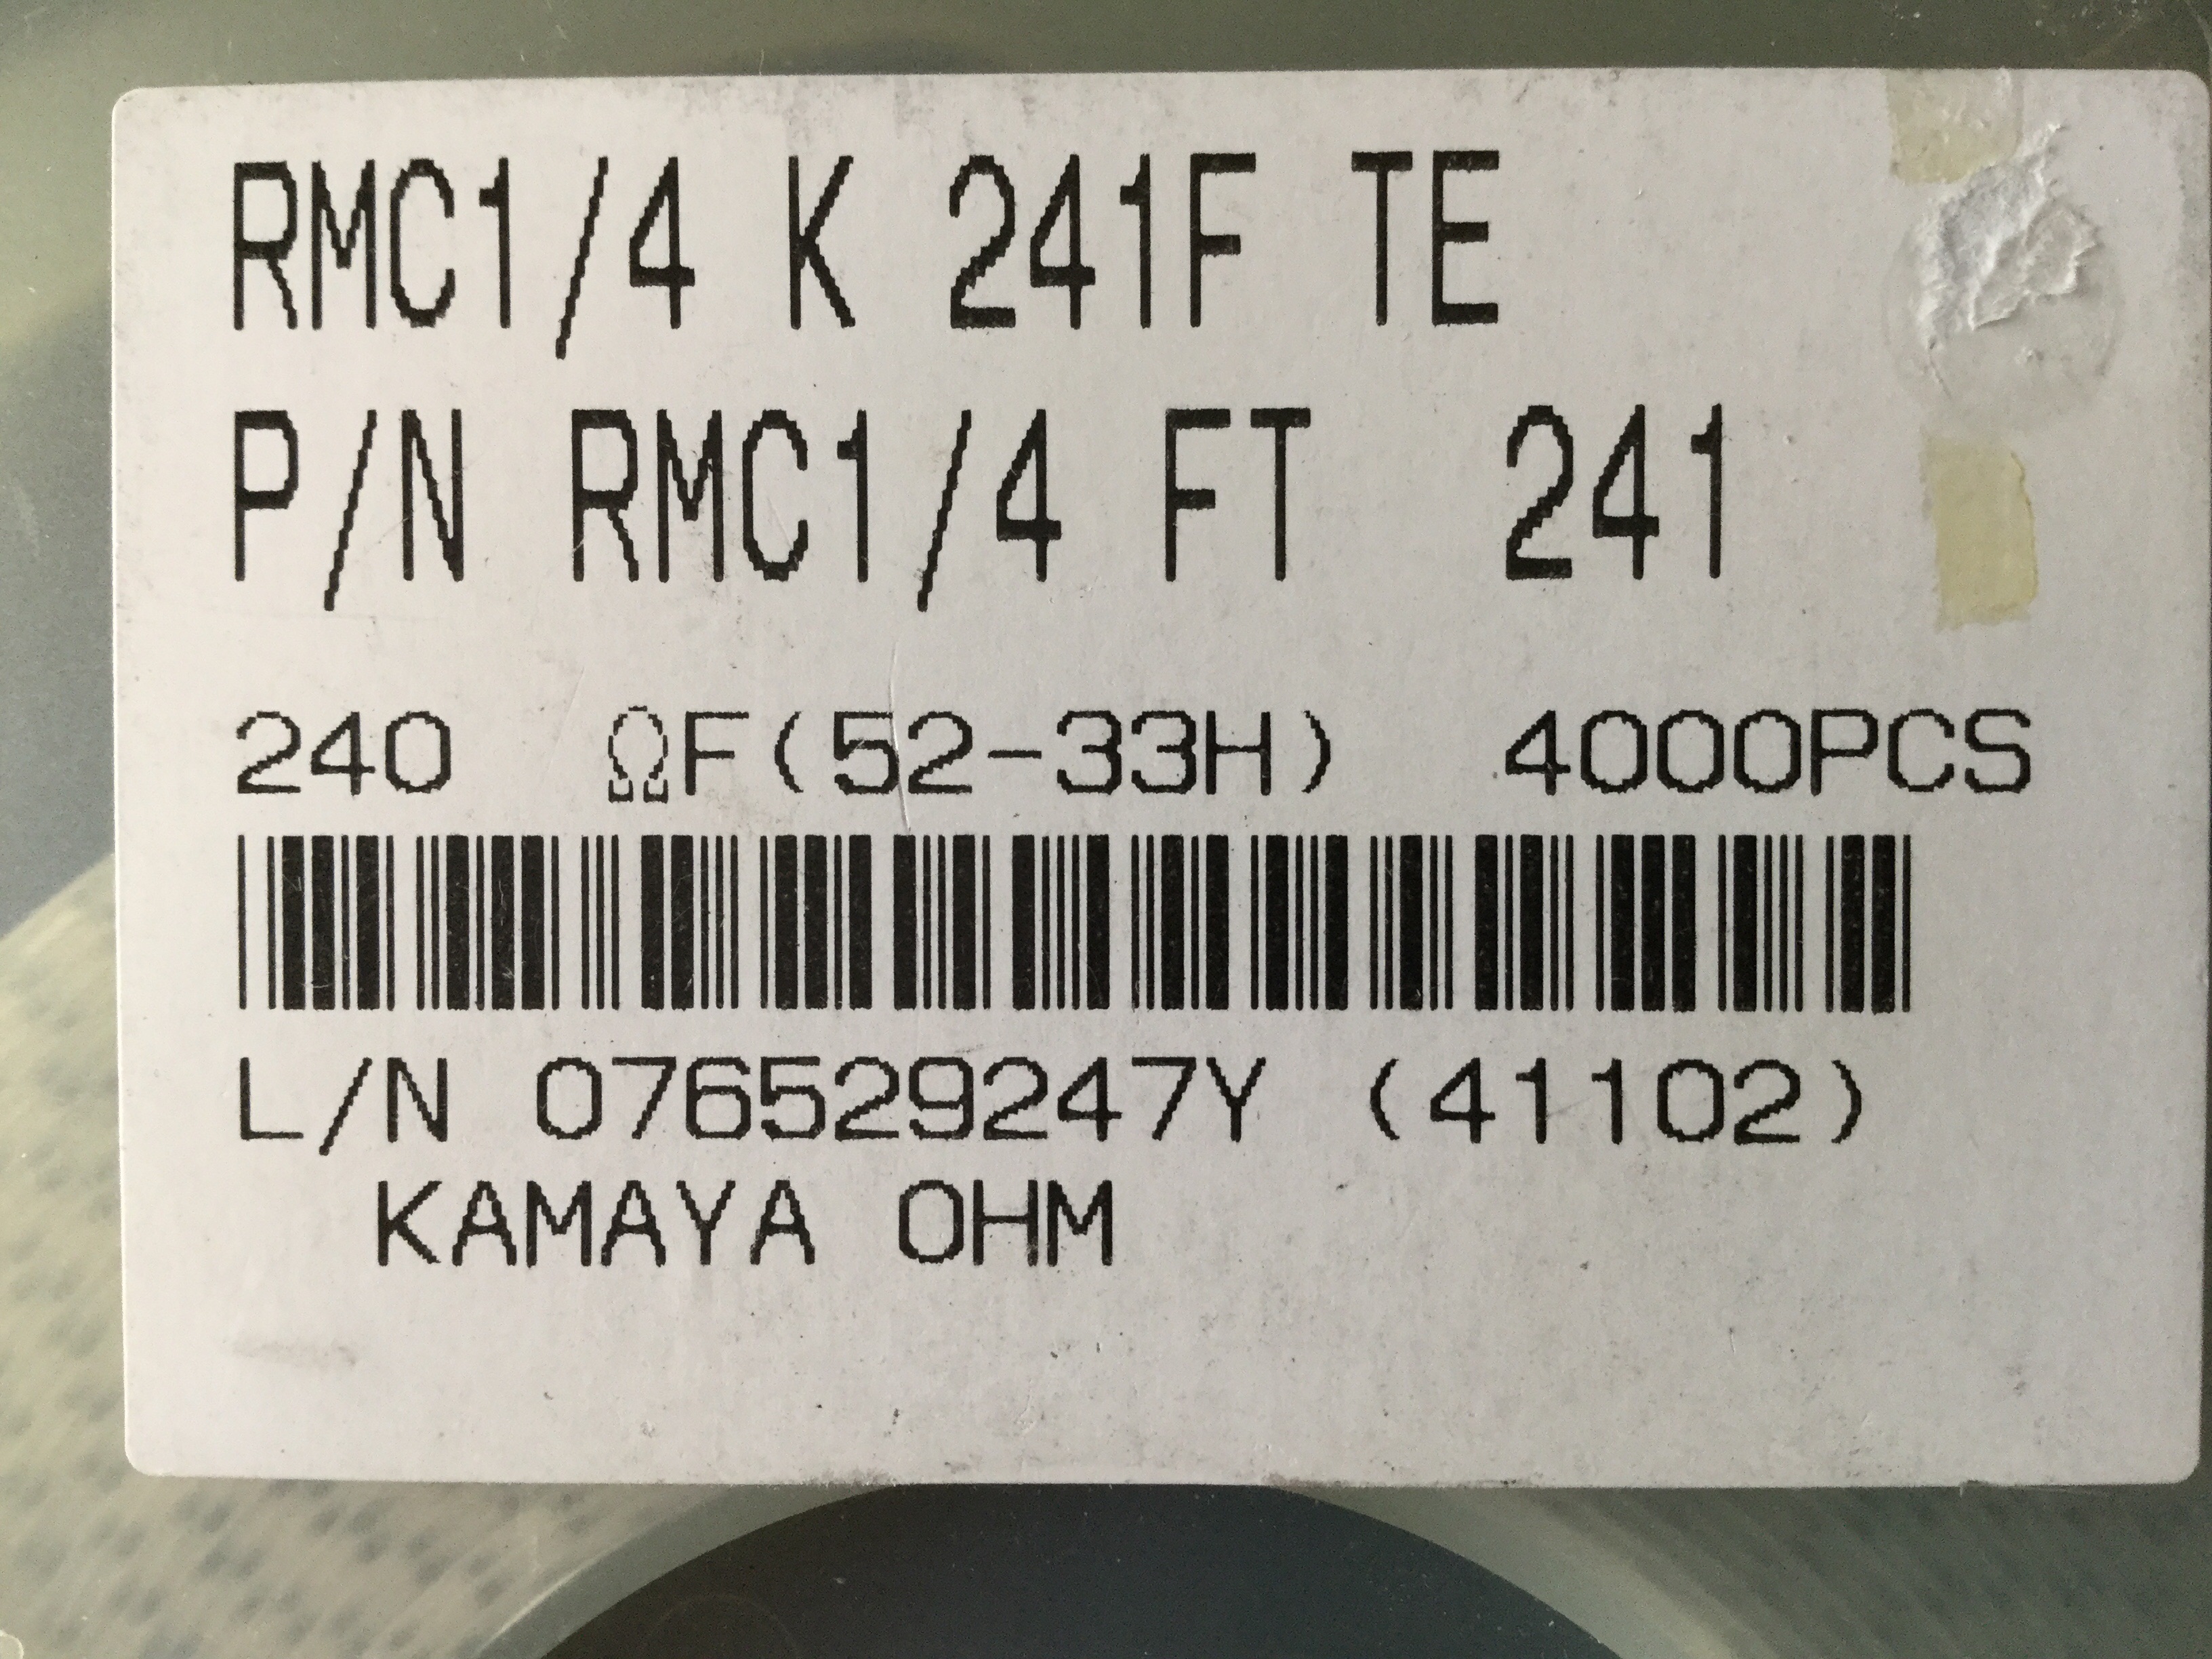 RMC1/4 K 241F TE
P/N RMC1/4 FT 241
240 ΩF(52-33H) 4000PCS
L/N 076529247Y (41102)
KAMAYA OHM